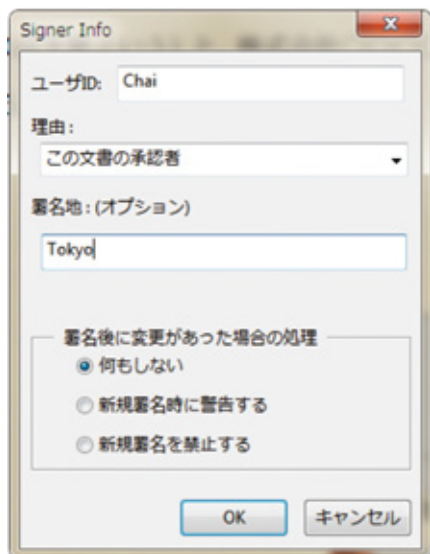 Signer Info
ユーザID: Chai
理由:
この文書の承認者
署名地:(オプション)
Tokyo
署名後に変更があった場合の処理
何もしない
新規署名時に警告する
新規署名を禁止する
OK キャンセル